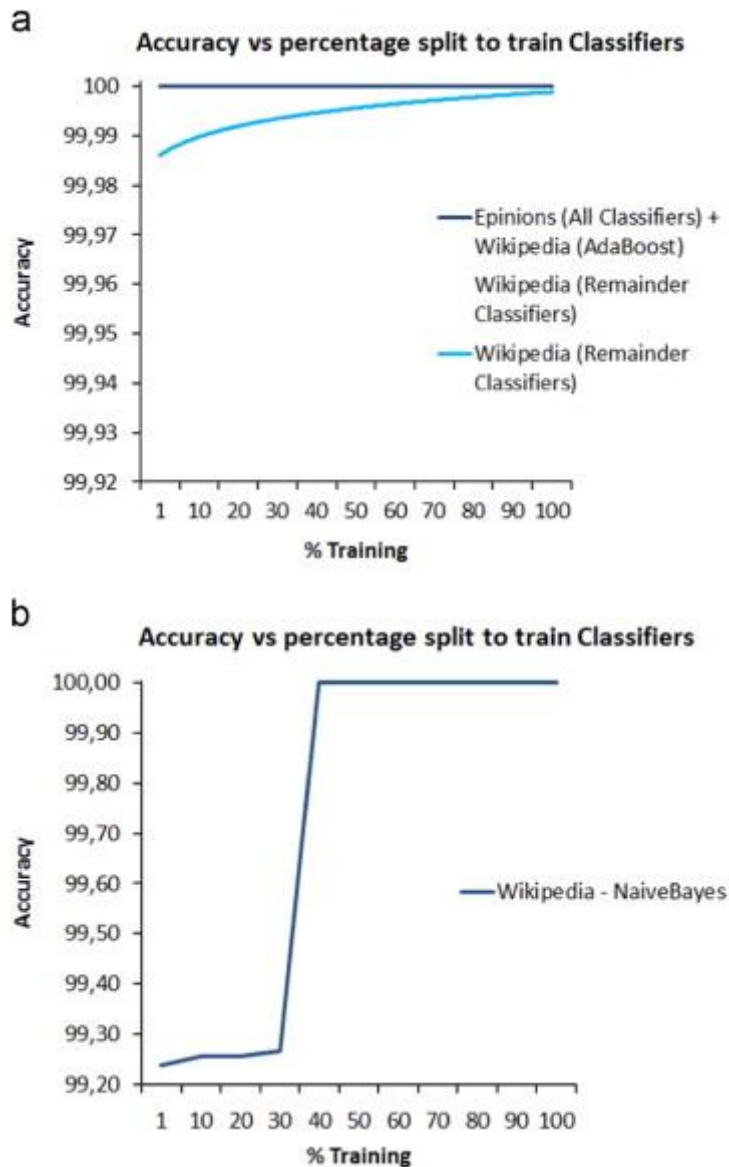 a
Accuracy vs percentage split to train Classifiers
100
99,99
99,98
99,97
99,96
99,95
99,94
99,93
99,92
Accuracy
Epinions (All Classifiers) +
Wikipedia (AdaBoost)
Wikipedia (Remainder
Classifiers)
Wikipedia (Remainder
Classifiers)
1 10 20 30 40 50 60 70 80 90 100
% Training
b
Accuracy vs percentage split to train Classifiers
100,00
99,90
99,80
99,70
99,60
99,50
99,40
99,30
99,20
Accuracy
Wikipedia - NaiveBayes
1 10 20 30 40 50 60 70 80 90 100
% Training